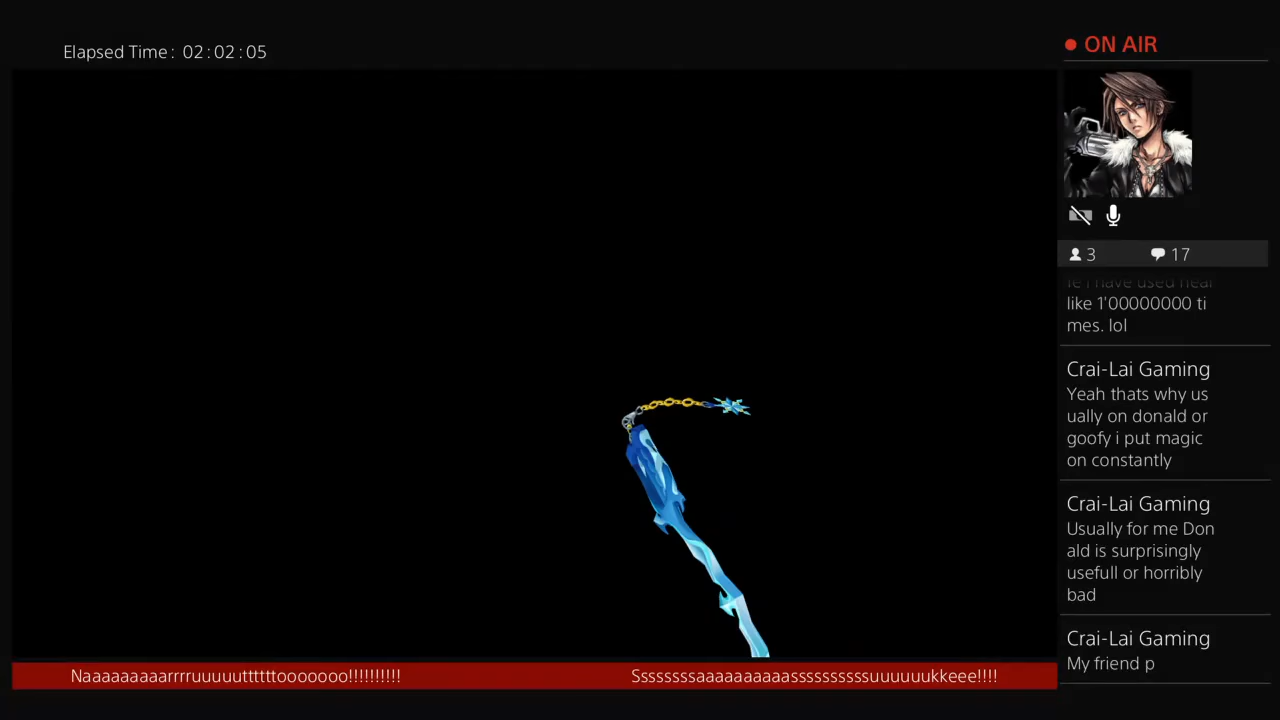 Elapsed Time: 02:02:05
ON AIR
3 17
like 1'00000000 ti
mes. lol
Crai-Lai Gaming
Yeah thats why us
ually on donald or
goofy i put magic
on constantly
Crai-Lai Gaming
Usually for me Don
ald is surprisingly
usefull or horribly
bad
Crai-Lai Gaming
My friend p
Naaaaaaaaarrrruuuuuttttttooooooo!!!!!!!!!! Ssssssssaaaaaaaaaassssssssssuuuuuukkeee!!!!